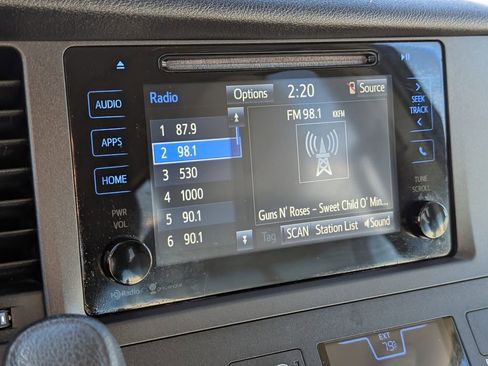 Radio
Options
2:20
Source
AUDIO
APPS
HOME
PWR
VOL
1 87.9
2 98.1
3 530
4 1000
5 90.1
6 90.1
FM 98.1 KKFM
Guns N' Roses – Sweet Child O' Min...
Tag SCAN Station List Sound
SEEK
TRACK
TUNE
SCROLL
HD Radio
EXT
79